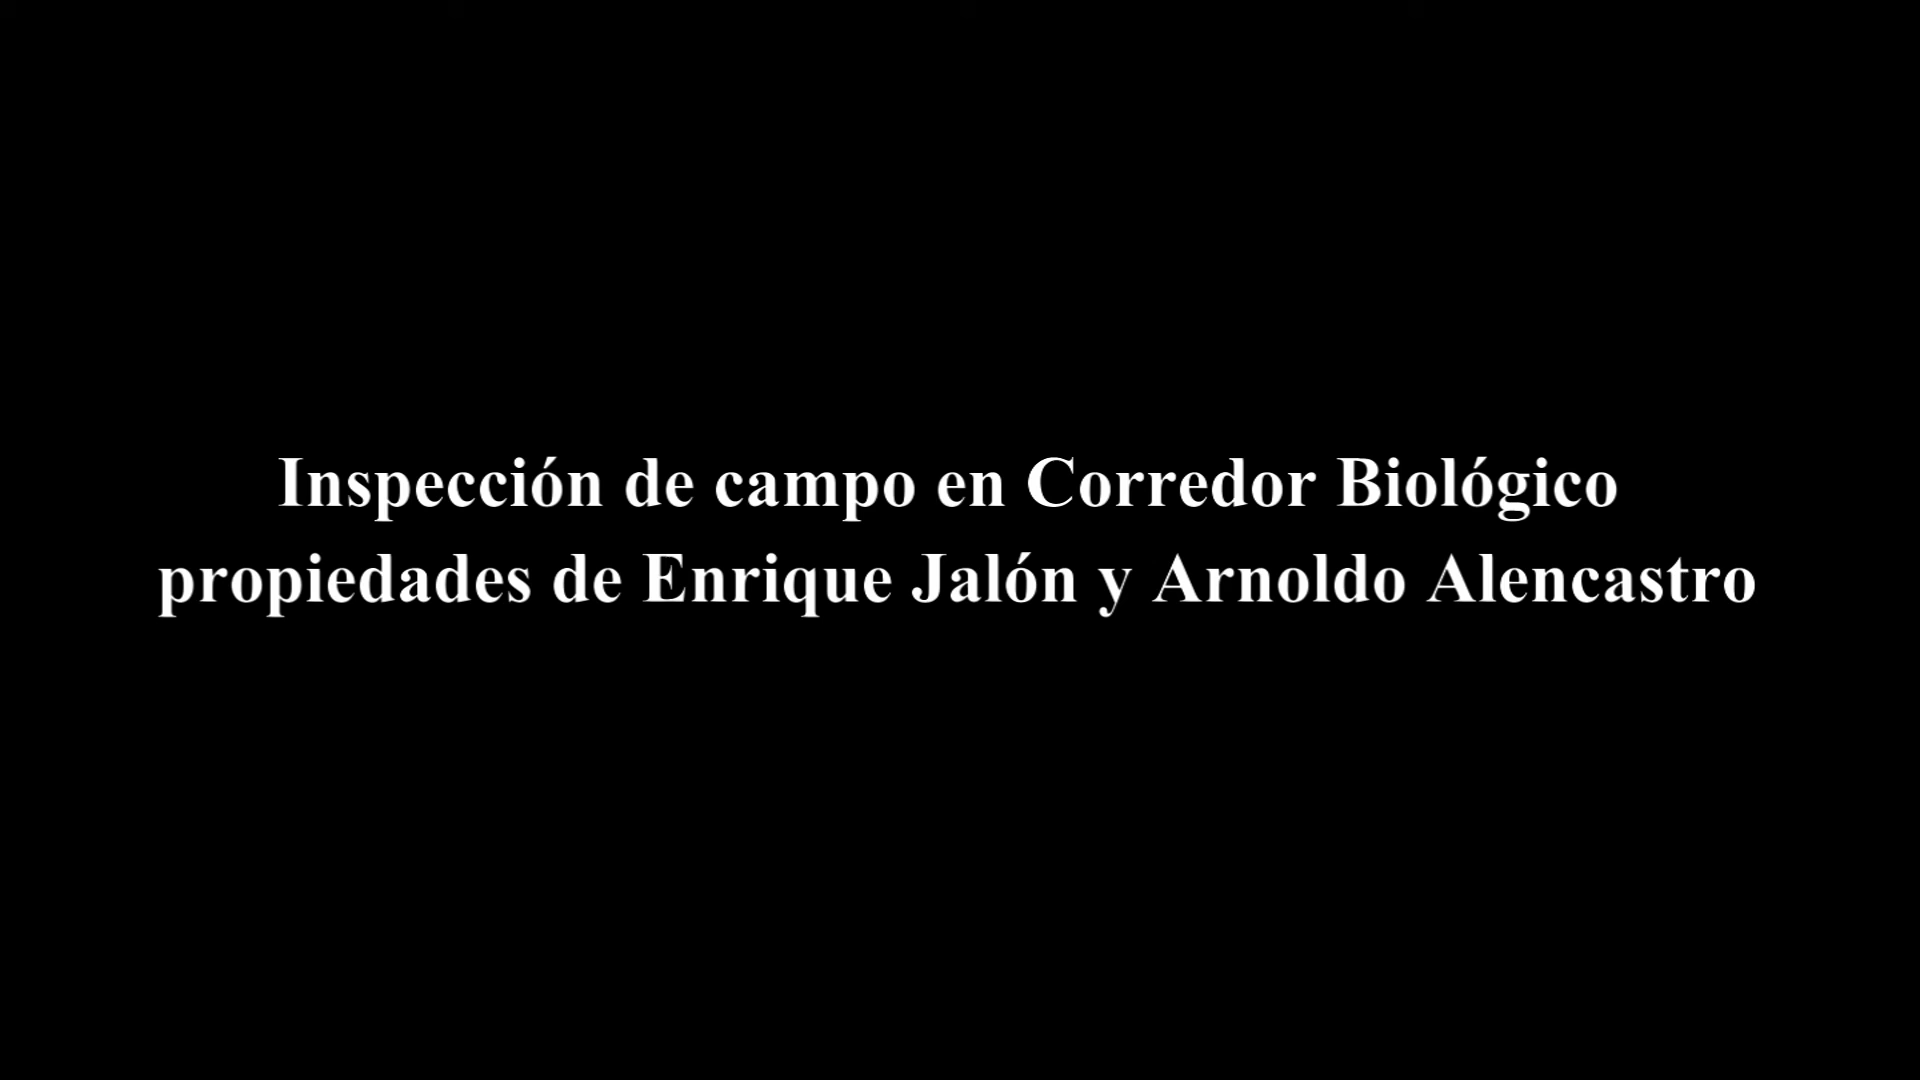 Inspección de campo en Corredor Biológico
propiedades de Enrique Jalón y Arnoldo Alencastro